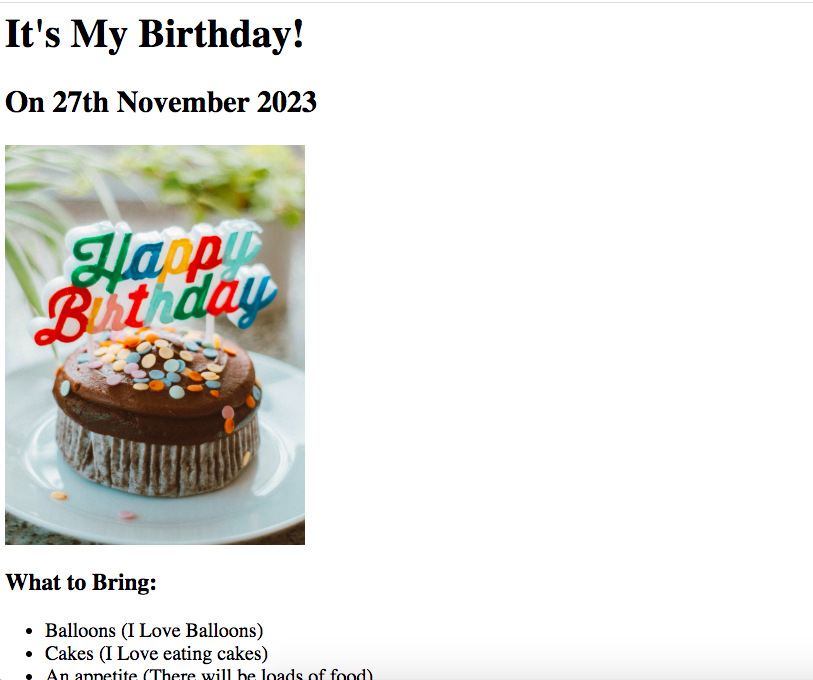 It's My Birthday!
On 27th November 2023
Happy
Birthday
What to Bring:
Balloons (I Love Balloons)
Cakes (I Love eating cakes)
An appetite (There will be loads of food)